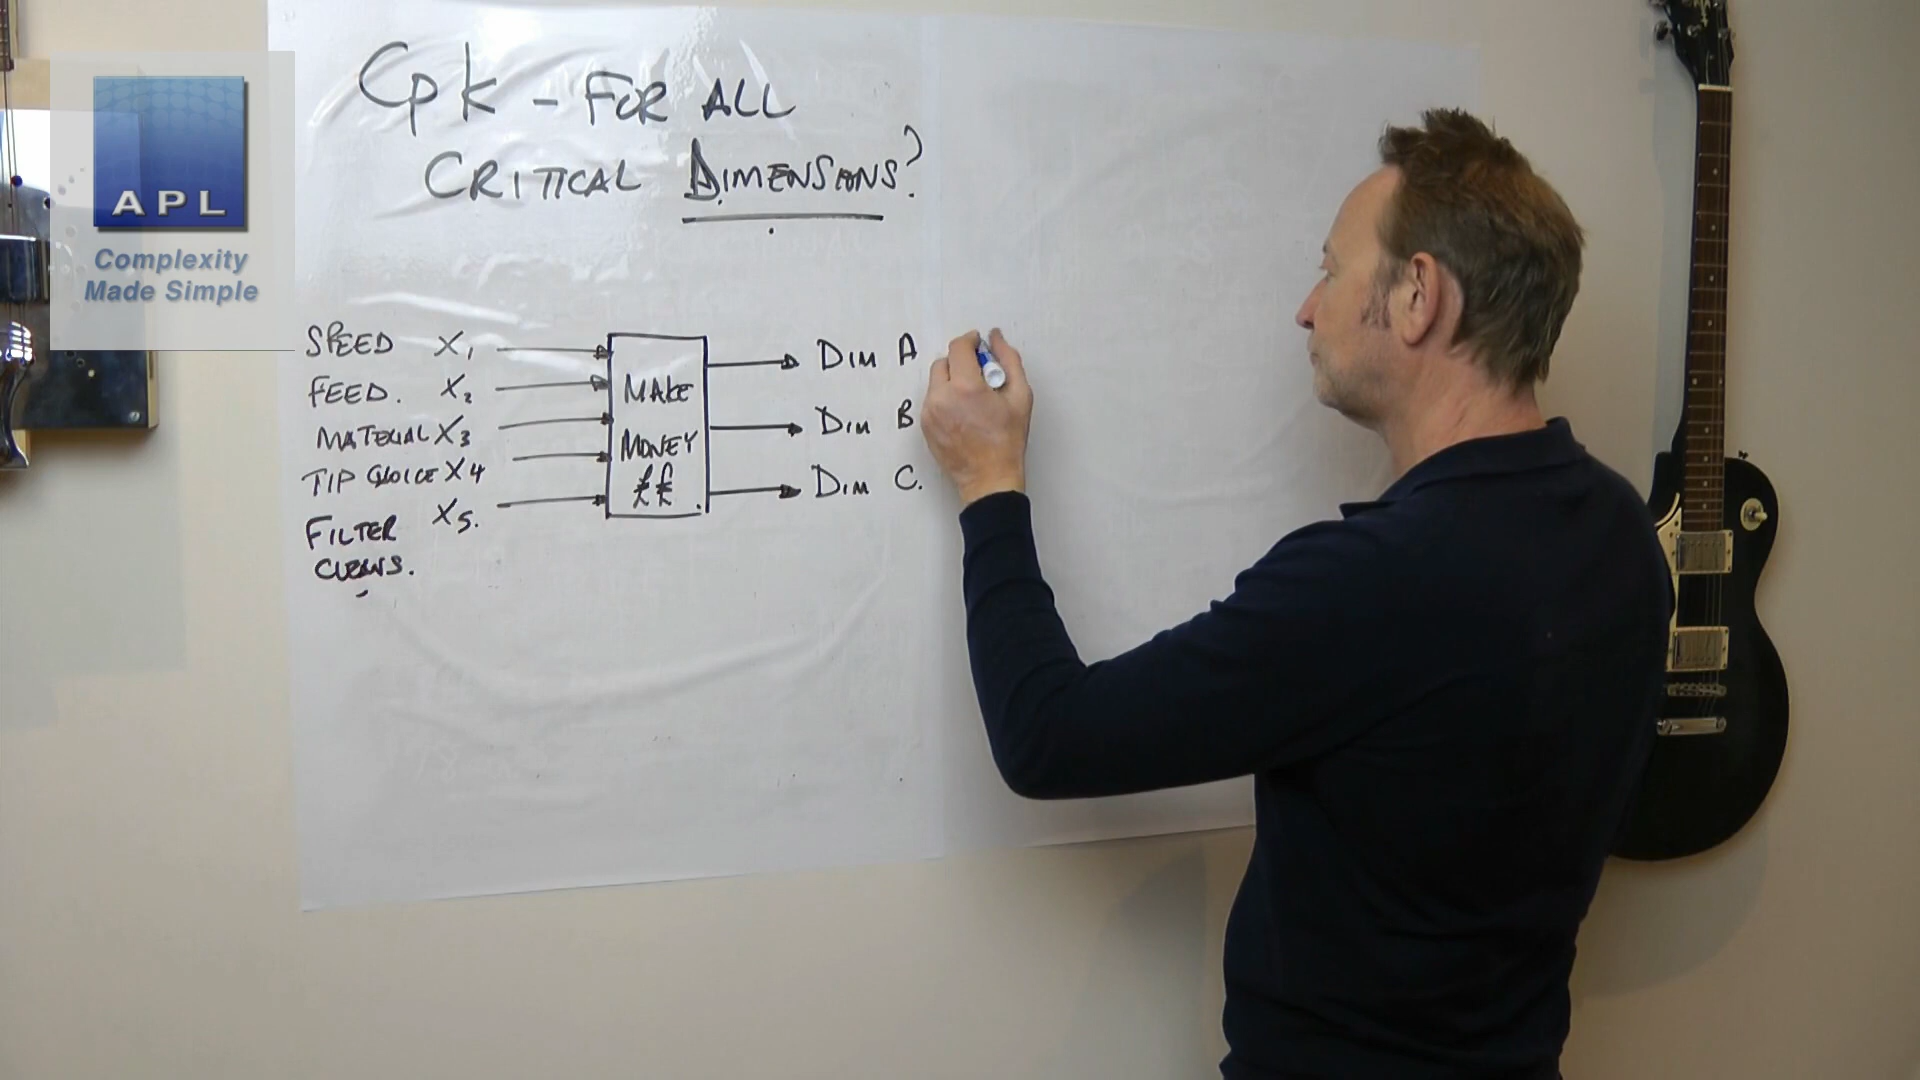 Cpk - FOR ALL
CRITICAL DIMENSIONS?
APL
Complexity
Made Simple
SPEED X1
FEED. X2
MATERIAL X3
TIP CHOICE X4
FILTER X5.
CLEANS.
MAKE
MONEY
££.
DIM A
DIM B
DIM C.